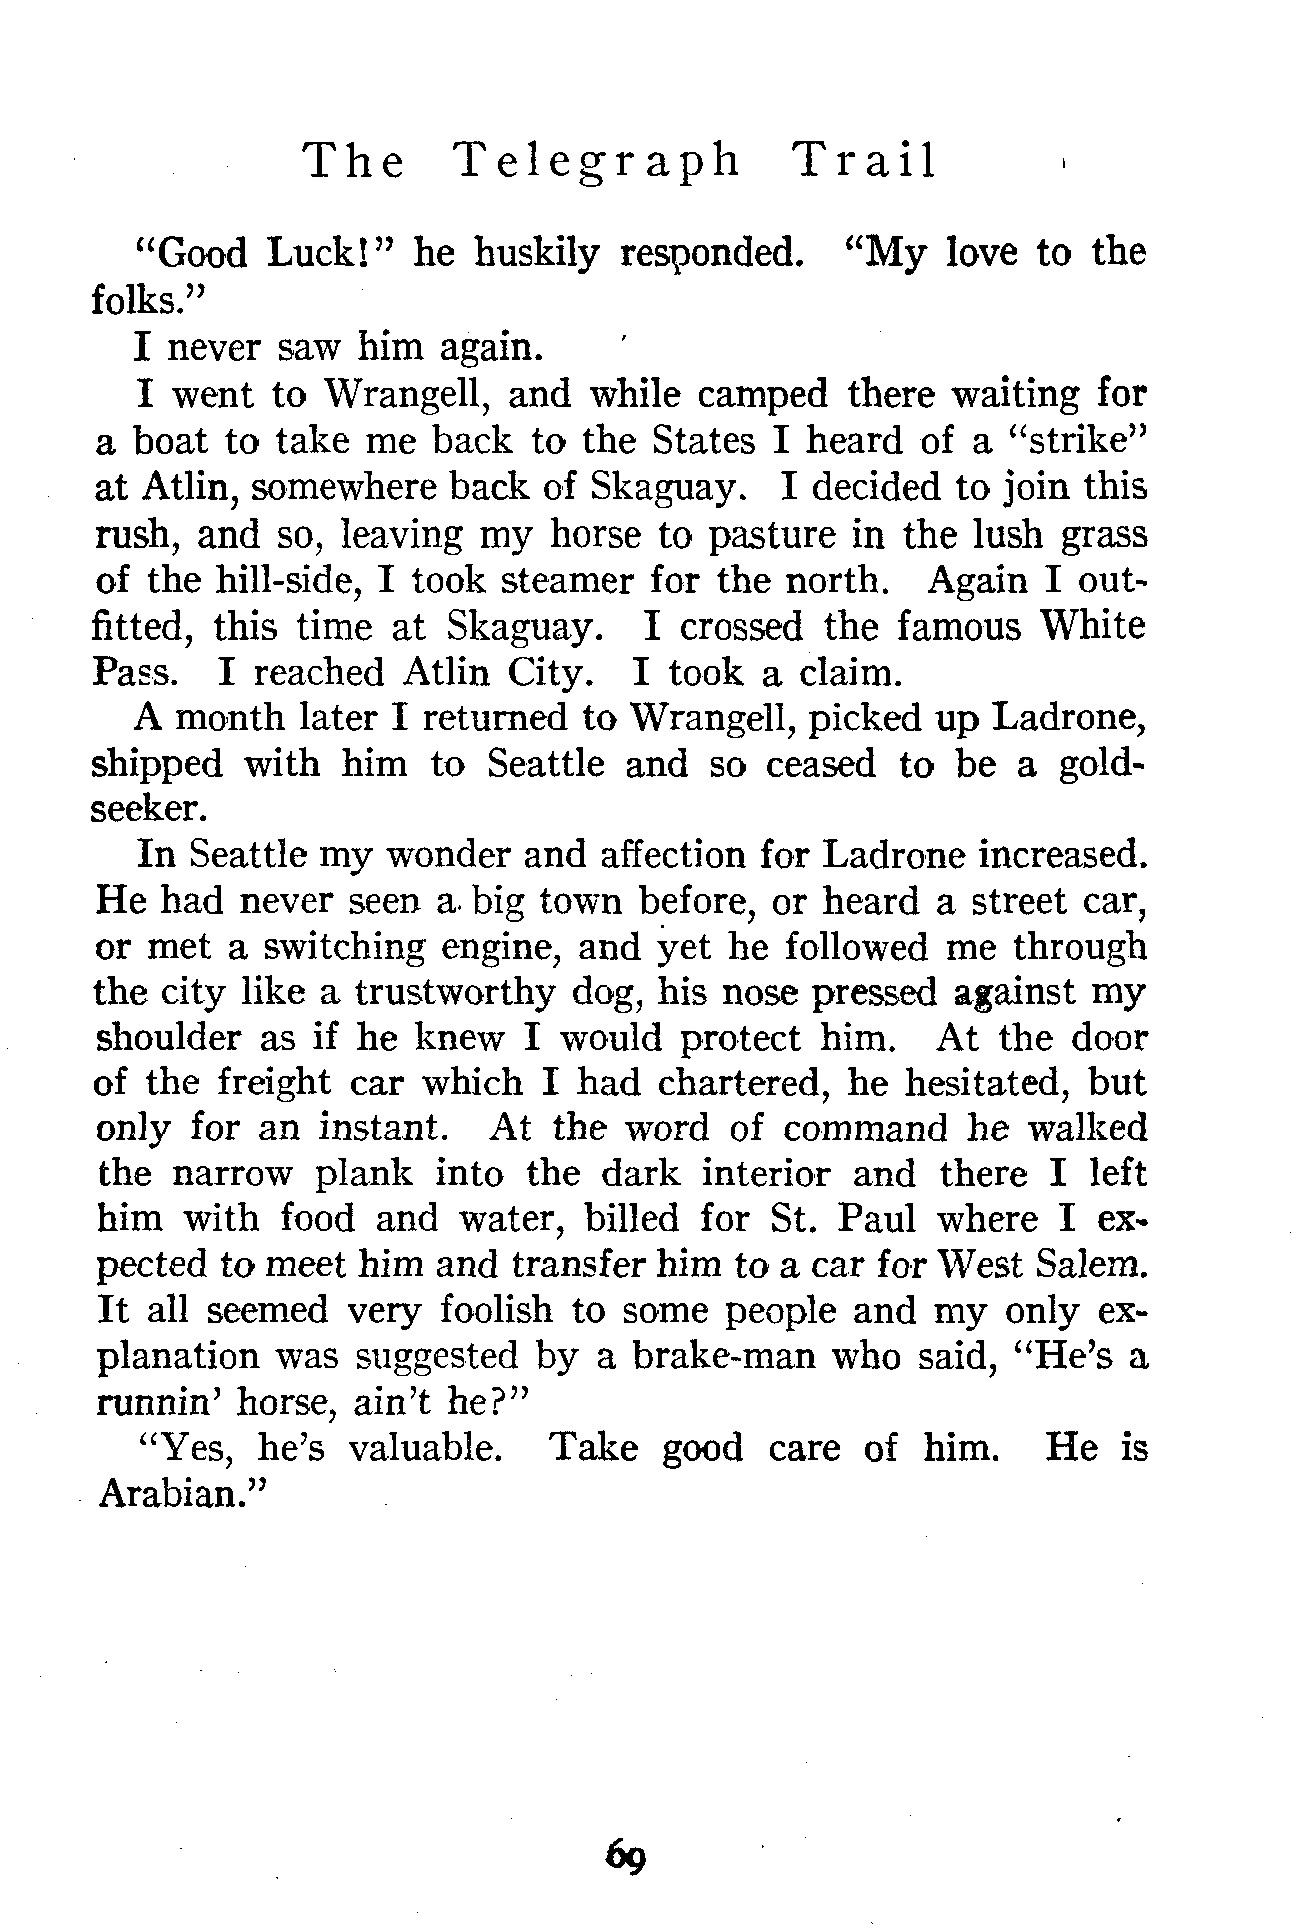 The Telegraph Trail
“Good Luck!” he huskily responded. “My love to the
folks.”
I never saw him again.
I went to Wrangell, and while camped there waiting for
a boat to take me back to the States I heard of a “strike”
at Atlin, somewhere back of Skaguay. I decided to join this
rush, and so, leaving my horse to pasture in the lush grass
of the hill-side, I took steamer for the north. Again I out-
fitted, this time at Skaguay. I crossed the famous White
Pass. I reached Atlin City. I took a claim.
A month later I returned to Wrangell, picked up Ladrone,
shipped with him to Seattle and so ceased to be a gold-
seeker.
In Seattle my wonder and affection for Ladrone increased.
He had never seen a big town before, or heard a street car,
or met a switching engine, and yet he followed me through
the city like a trustworthy dog, his nose pressed against my
shoulder as if he knew I would protect him. At the door
of the freight car which I had chartered, he hesitated, but
only for an instant. At the word of command he walked
the narrow plank into the dark interior and there I left
him with food and water, billed for St. Paul where I ex-
pected to meet him and transfer him to a car for West Salem.
It all seemed very foolish to some people and my only ex-
planation was suggested by a brake-man who said, “He’s a
runnin’ horse, ain’t he?”
“Yes, he’s valuable. Take good care of him. He is
Arabian.”
69